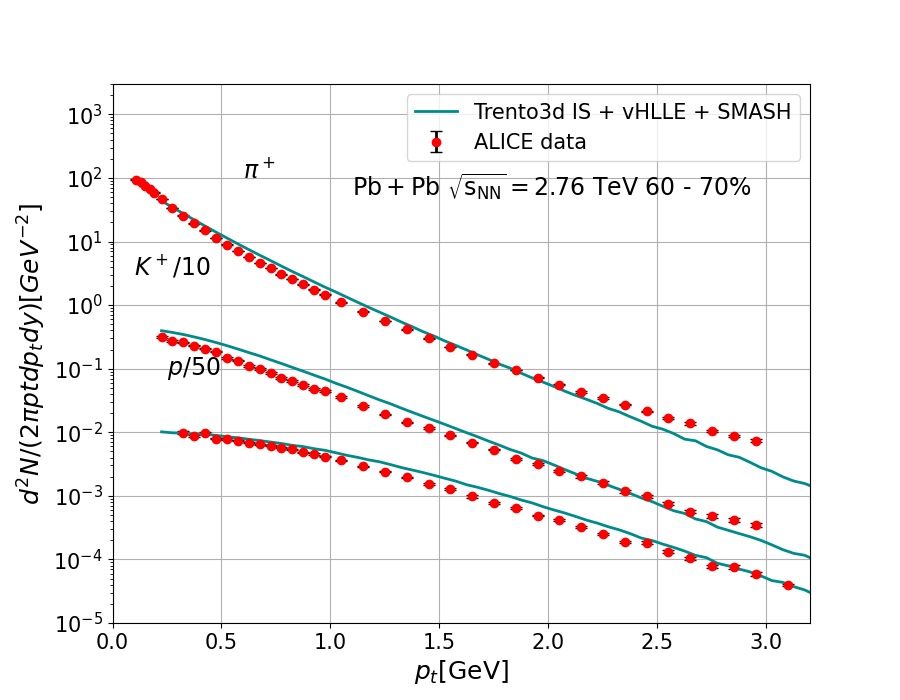 Trento3d IS + vHLLE + SMASH
ALICE data
π⁺
Pb + Pb √s_NN = 2.76 TeV 60 - 70%
K⁺/10
p/50
d²N/(2πptdp_tdy)[GeV⁻²]
10³
10²
10¹
10⁰
10⁻¹
10⁻²
10⁻³
10⁻⁴
10⁻⁵
0.0 0.5 1.0 1.5 2.0 2.5 3.0
p_t[GeV]